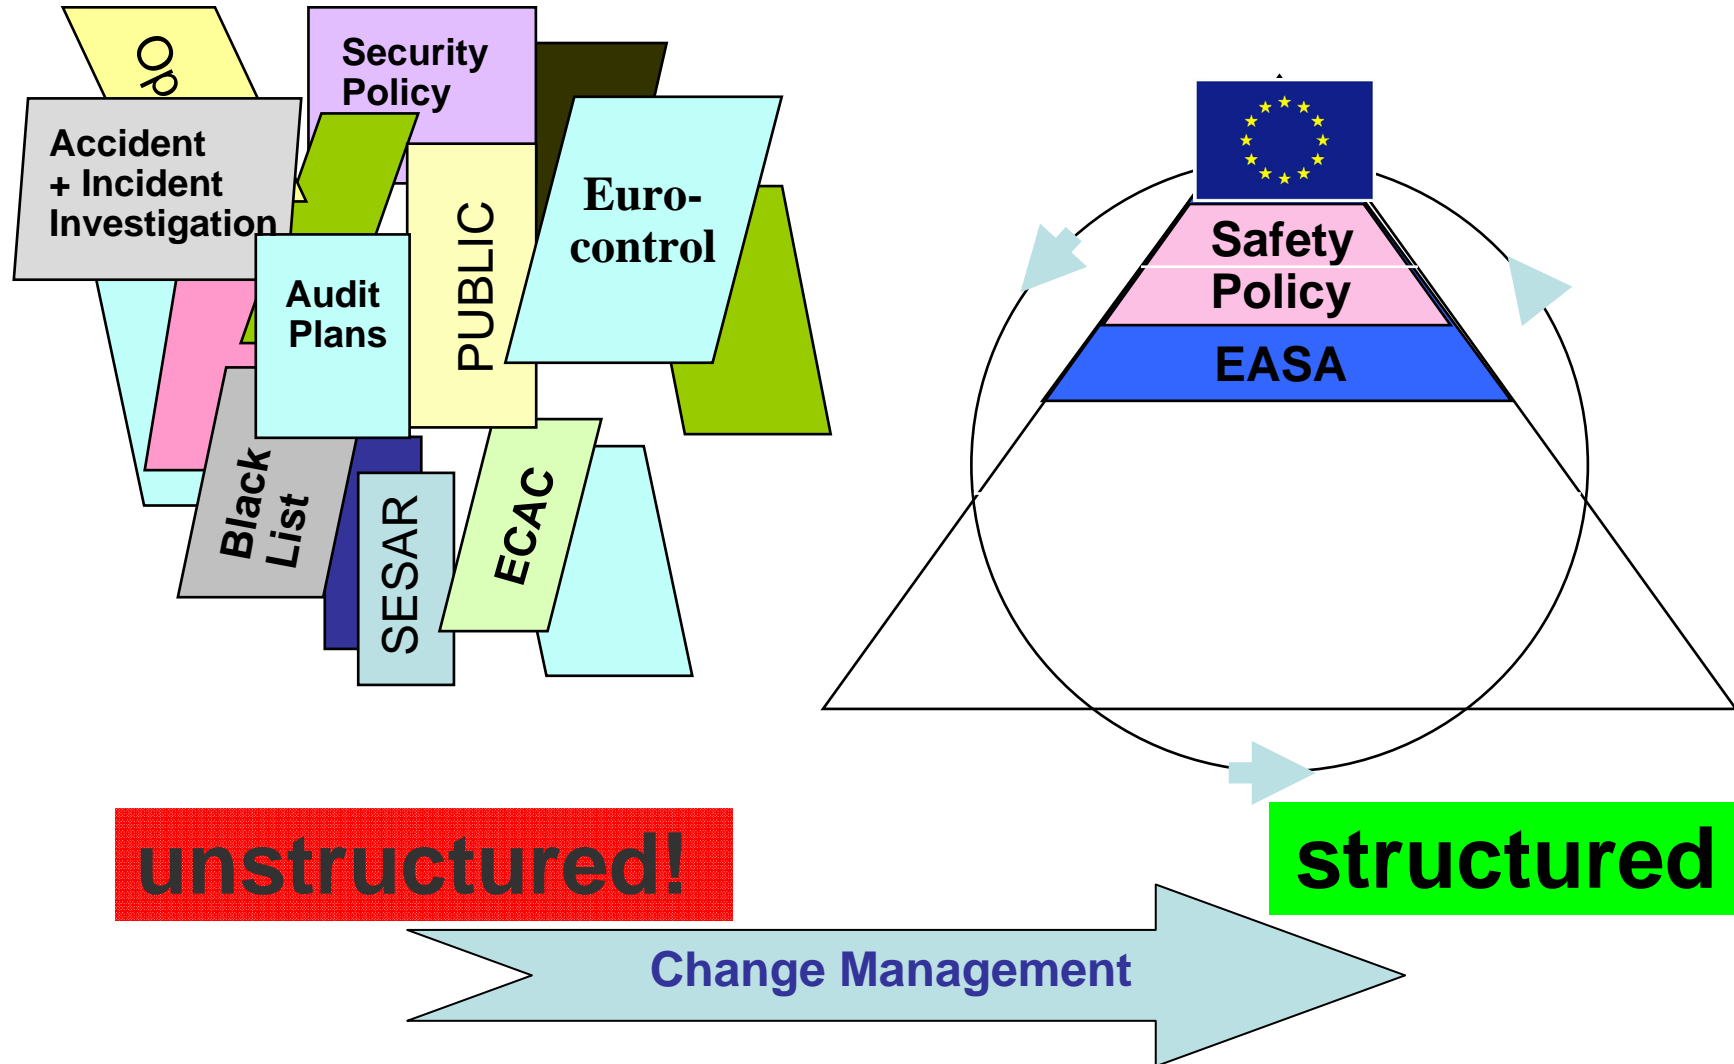 Op
Security
Policy
Accident
+ Incident
Investigation
Euro-
control
PUBLIC
Audit
Plans
Black
List
SESAR
ECAC
Safety
Policy
EASA
unstructured!
structured
Change Management